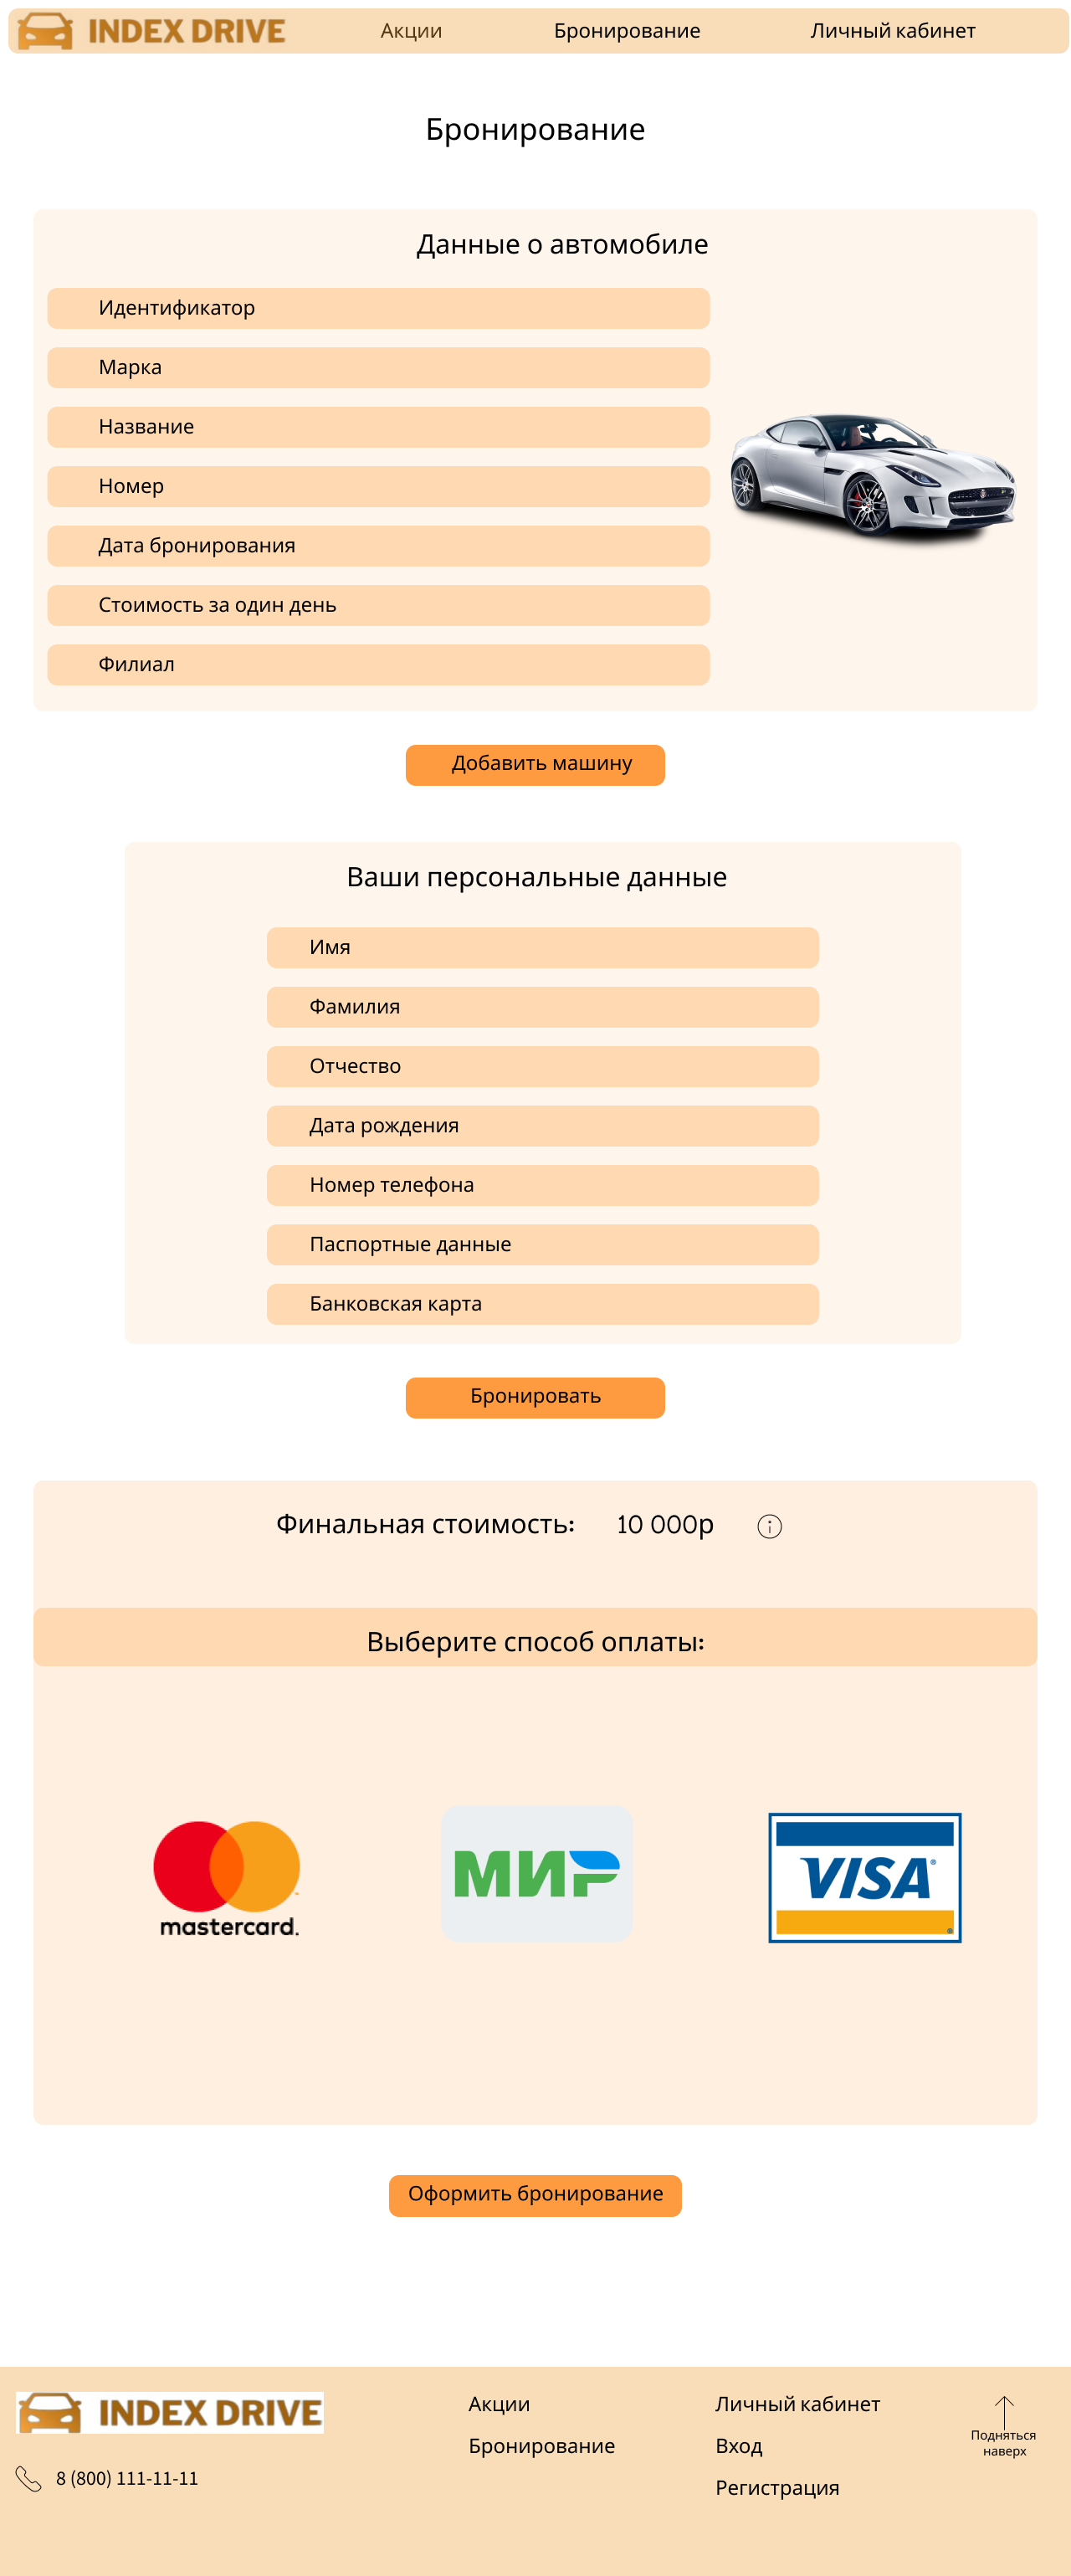 INDEX DRIVE
Акции
Бронирование
Личный кабинет
Бронирование
Данные о автомобиле
Идентификатор
Марка
Название
Номер
Дата бронирования
Стоимость за один день
Филиал
Добавить машину
Ваши персональные данные
Имя
Фамилия
Отчество
Дата рождения
Номер телефона
Паспортные данные
Банковская карта
Бронировать
Финальная стоимость: 10 000р
Выберите способ оплаты:
mastercard.
МИР
VISA
Оформить бронирование
INDEX DRIVE
8 (800) 111-11-11
Акции
Бронирование
Личный кабинет
Вход
Регистрация
Подняться
наверх